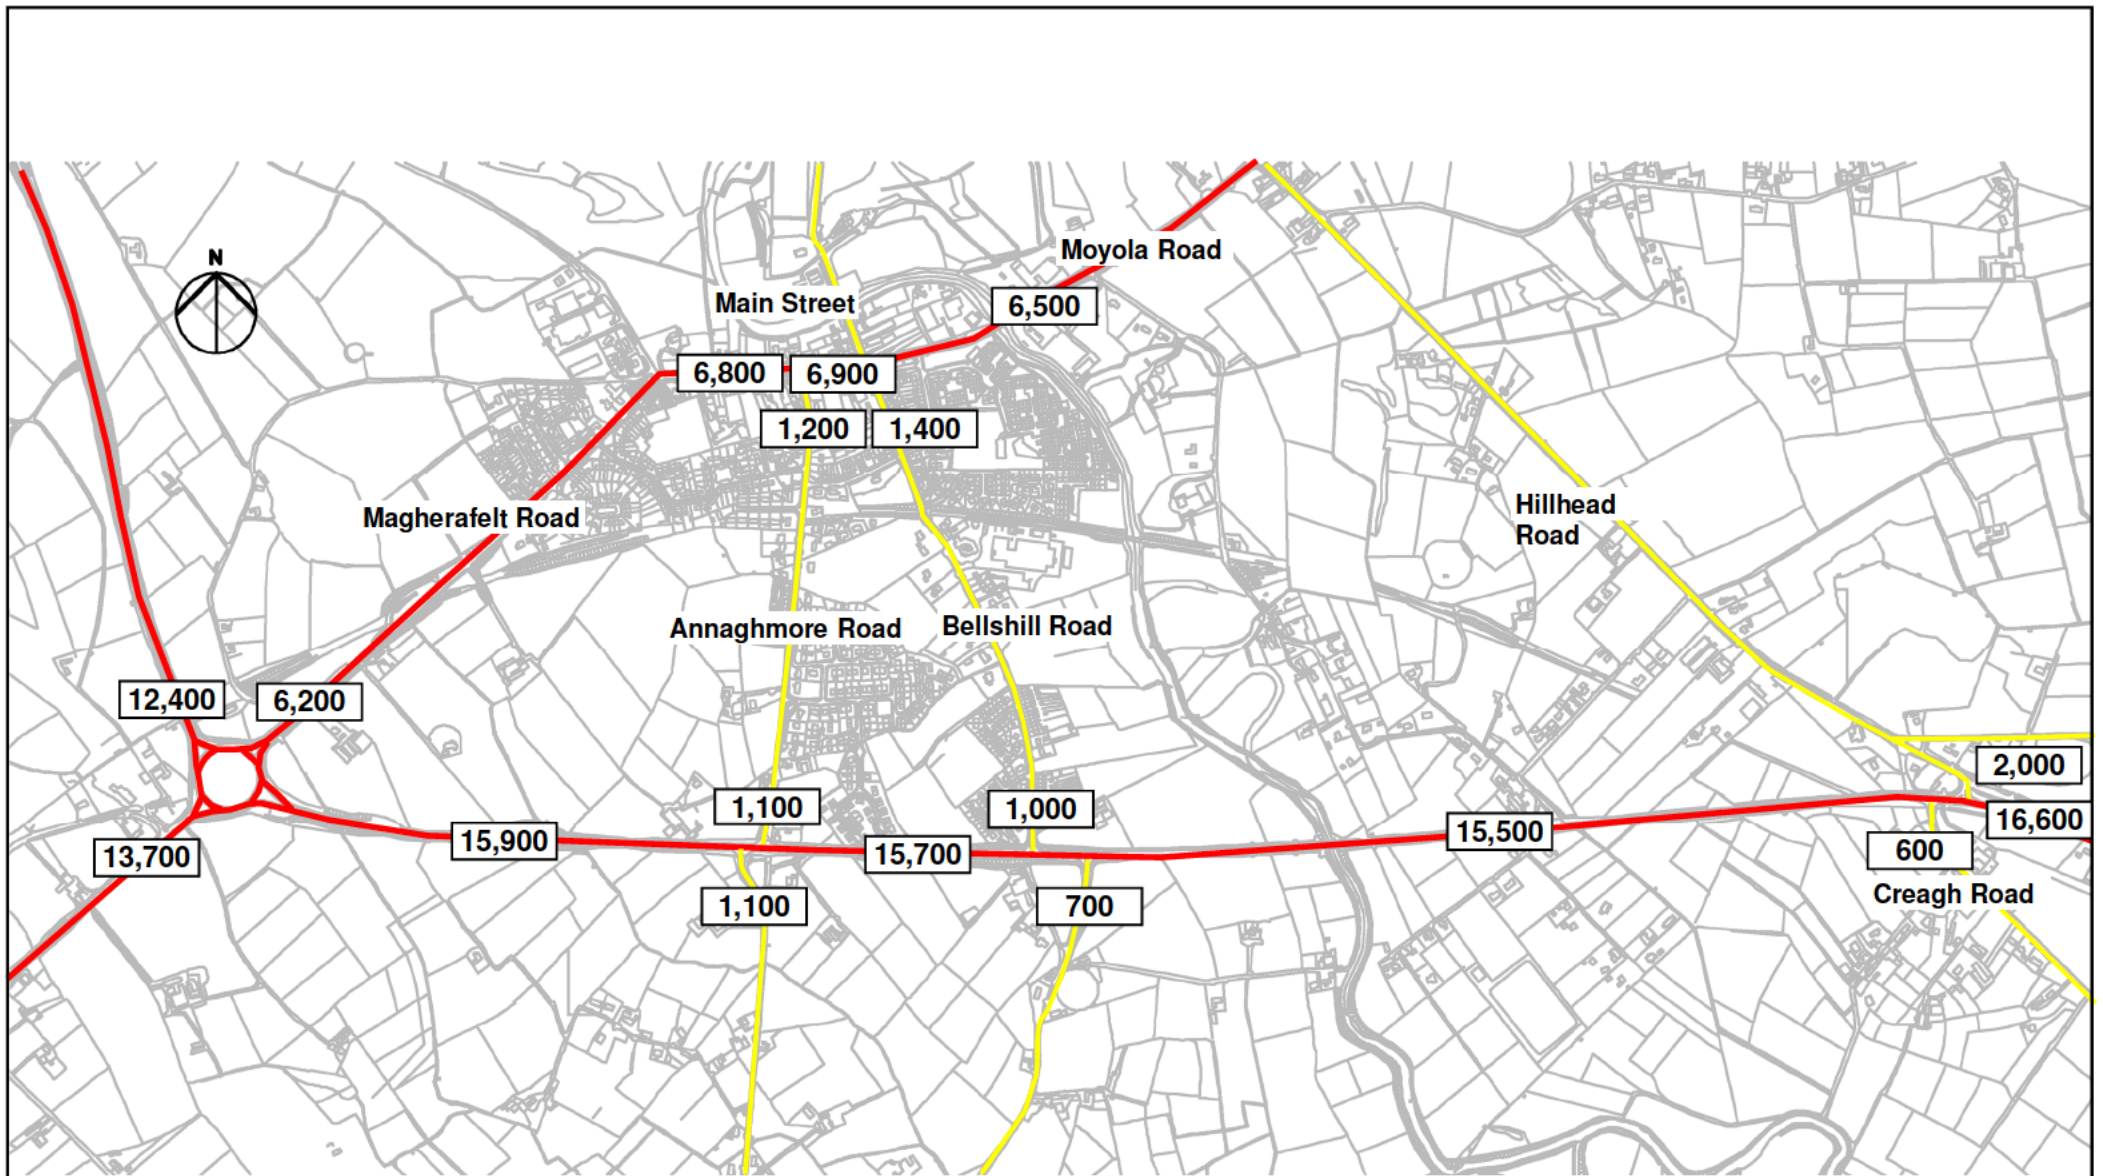 N
Moyola Road
Main Street
6,500
6,800
6,900
1,200
1,400
Magherafelt Road
Hillhead
Road
Annaghmore Road
Bellshill Road
12,400
6,200
2,000
1,100
1,000
16,600
15,900
15,700
15,500
13,700
600
Creagh Road
1,100
700